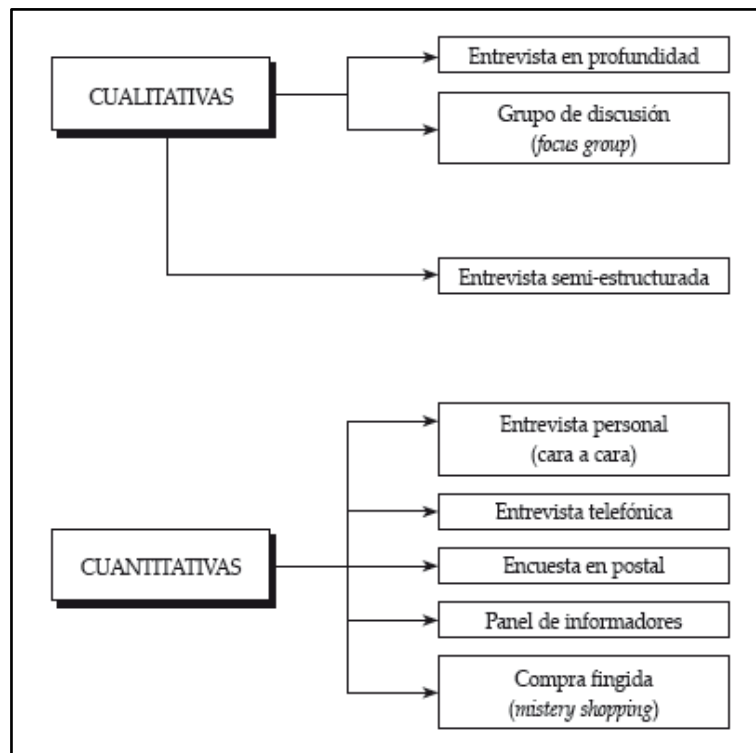 CUALITATIVAS
Entrevista en profundidad
Grupo de discusión
(focus group)
Entrevista semi-estructurada
CUANTITATIVAS
Entrevista personal
(cara a cara)
Entrevista telefónica
Encuesta en postal
Panel de informadores
Compra fingida
(mistery shopping)